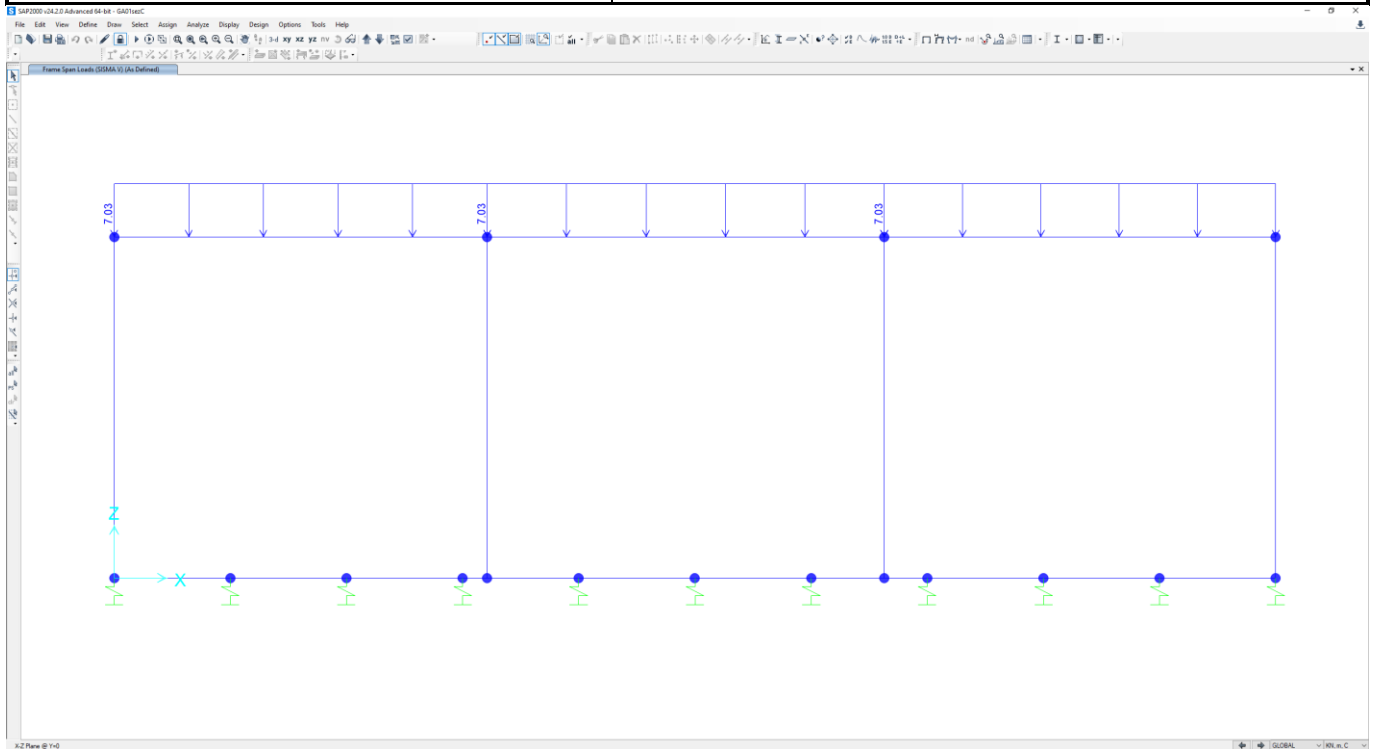 SAP2000 v24.2.0 Advanced 64-bit - GA01sezC
File Edit View Define Draw Select Assign Analyze Display Design Options Tools Help
3-d xy xz yz nv
nd
Frame Span Loads (SISMA V) (As Defined)
7.03 7.03 7.03
Z
X
X-Z Plane @ Y=0
GLOBAL
KN, m, C